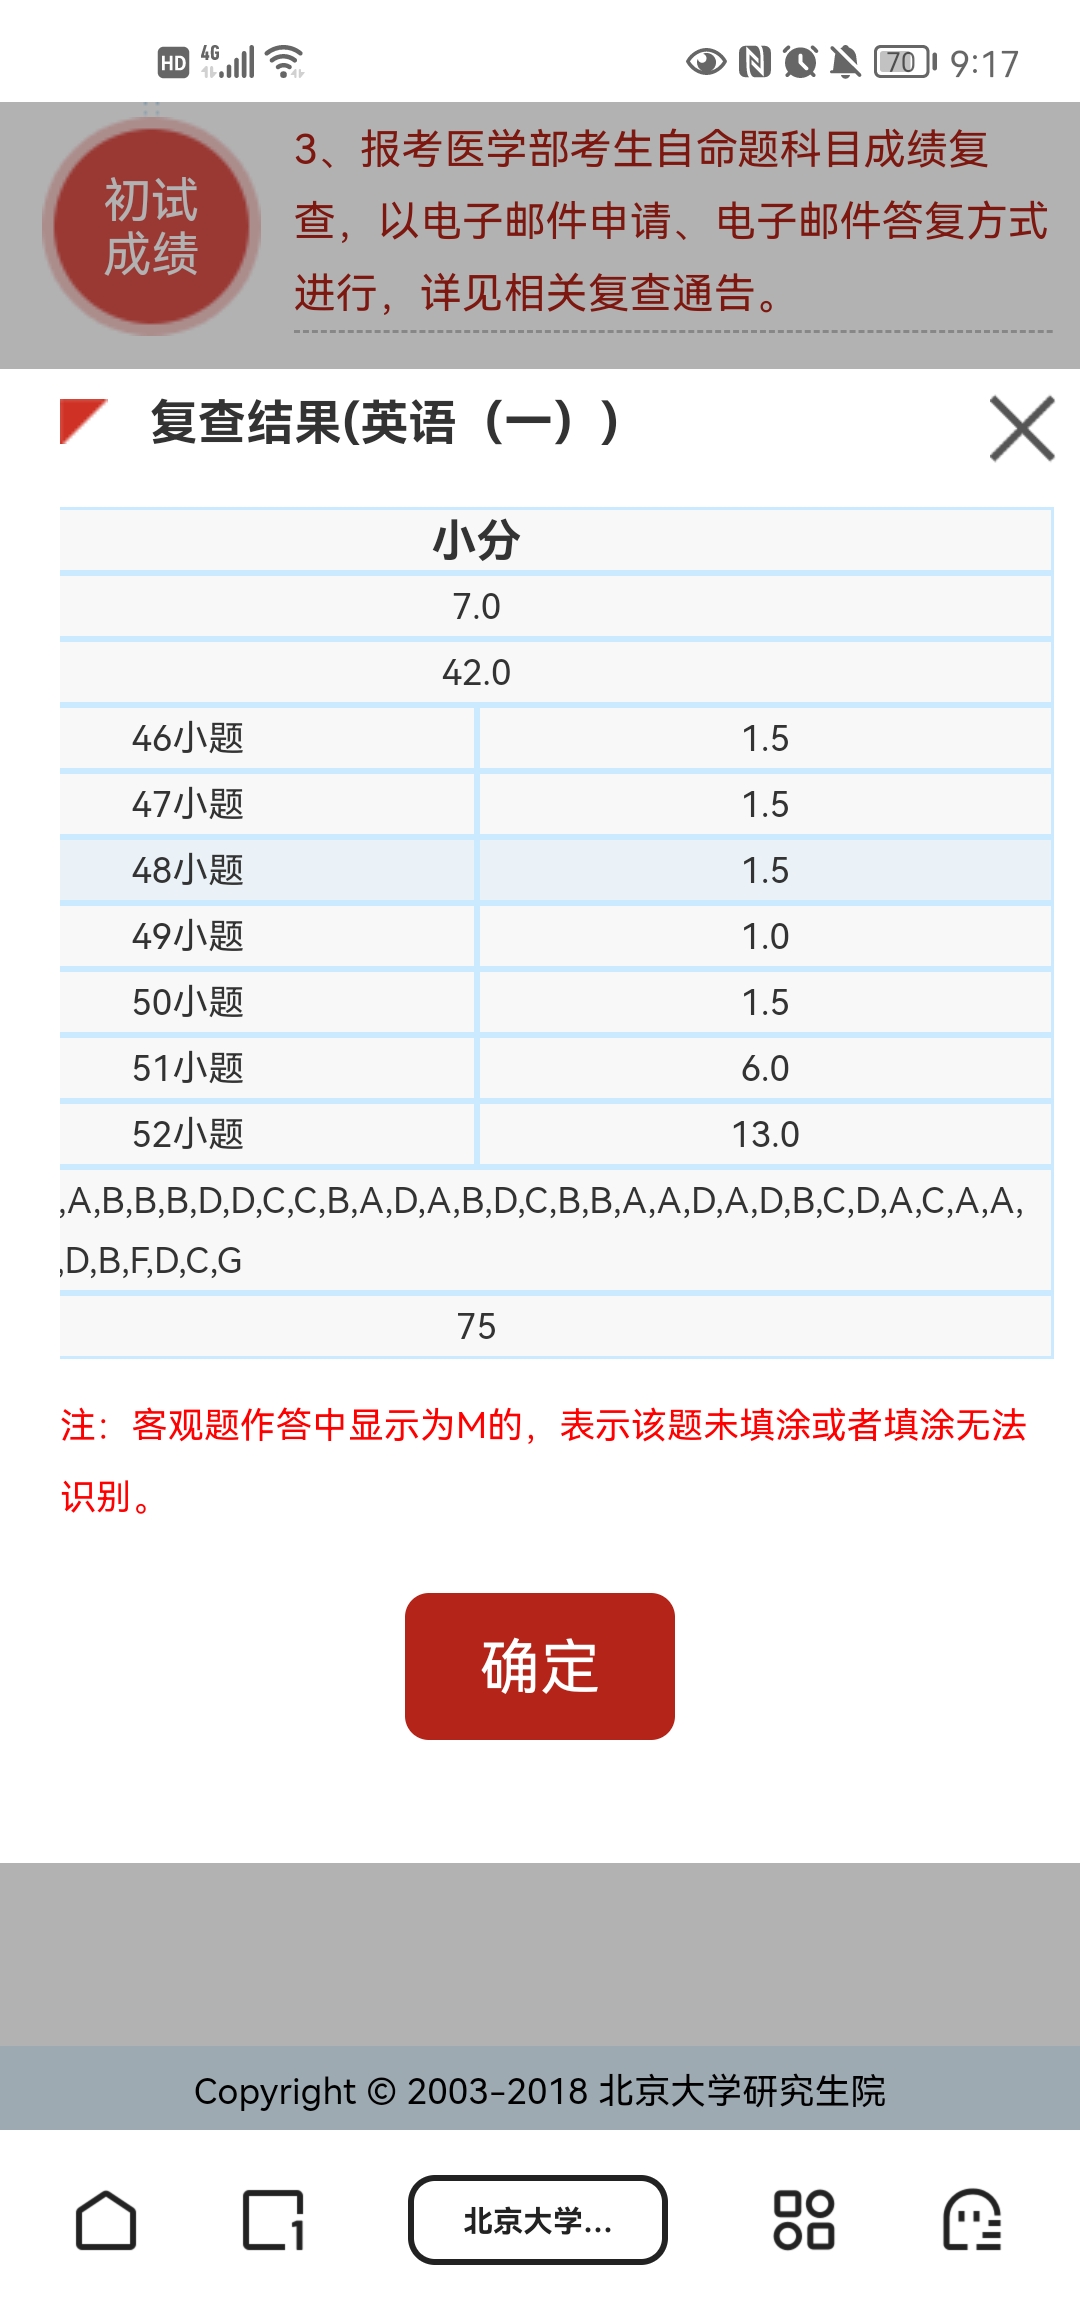 HD 4G 70 9:17
初试
成绩
3、报考医学部考生自命题科目成绩复
查，以电子邮件申请、电子邮件答复方式
进行，详见相关复查通告。
复查结果(英语（一）)
小分
7.0
42.0
46小题 1.5
47小题 1.5
48小题 1.5
49小题 1.0
50小题 1.5
51小题 6.0
52小题 13.0
,A,B,B,B,D,D,C,C,B,A,D,A,B,D,C,B,B,A,A,D,A,D,B,C,D,A,C,A,A,
,D,B,F,D,C,G
75
注：客观题作答中显示为M的，表示该题未填涂或者填涂无法
识别。
确定
Copyright © 2003-2018 北京大学研究生院
1 北京大学...